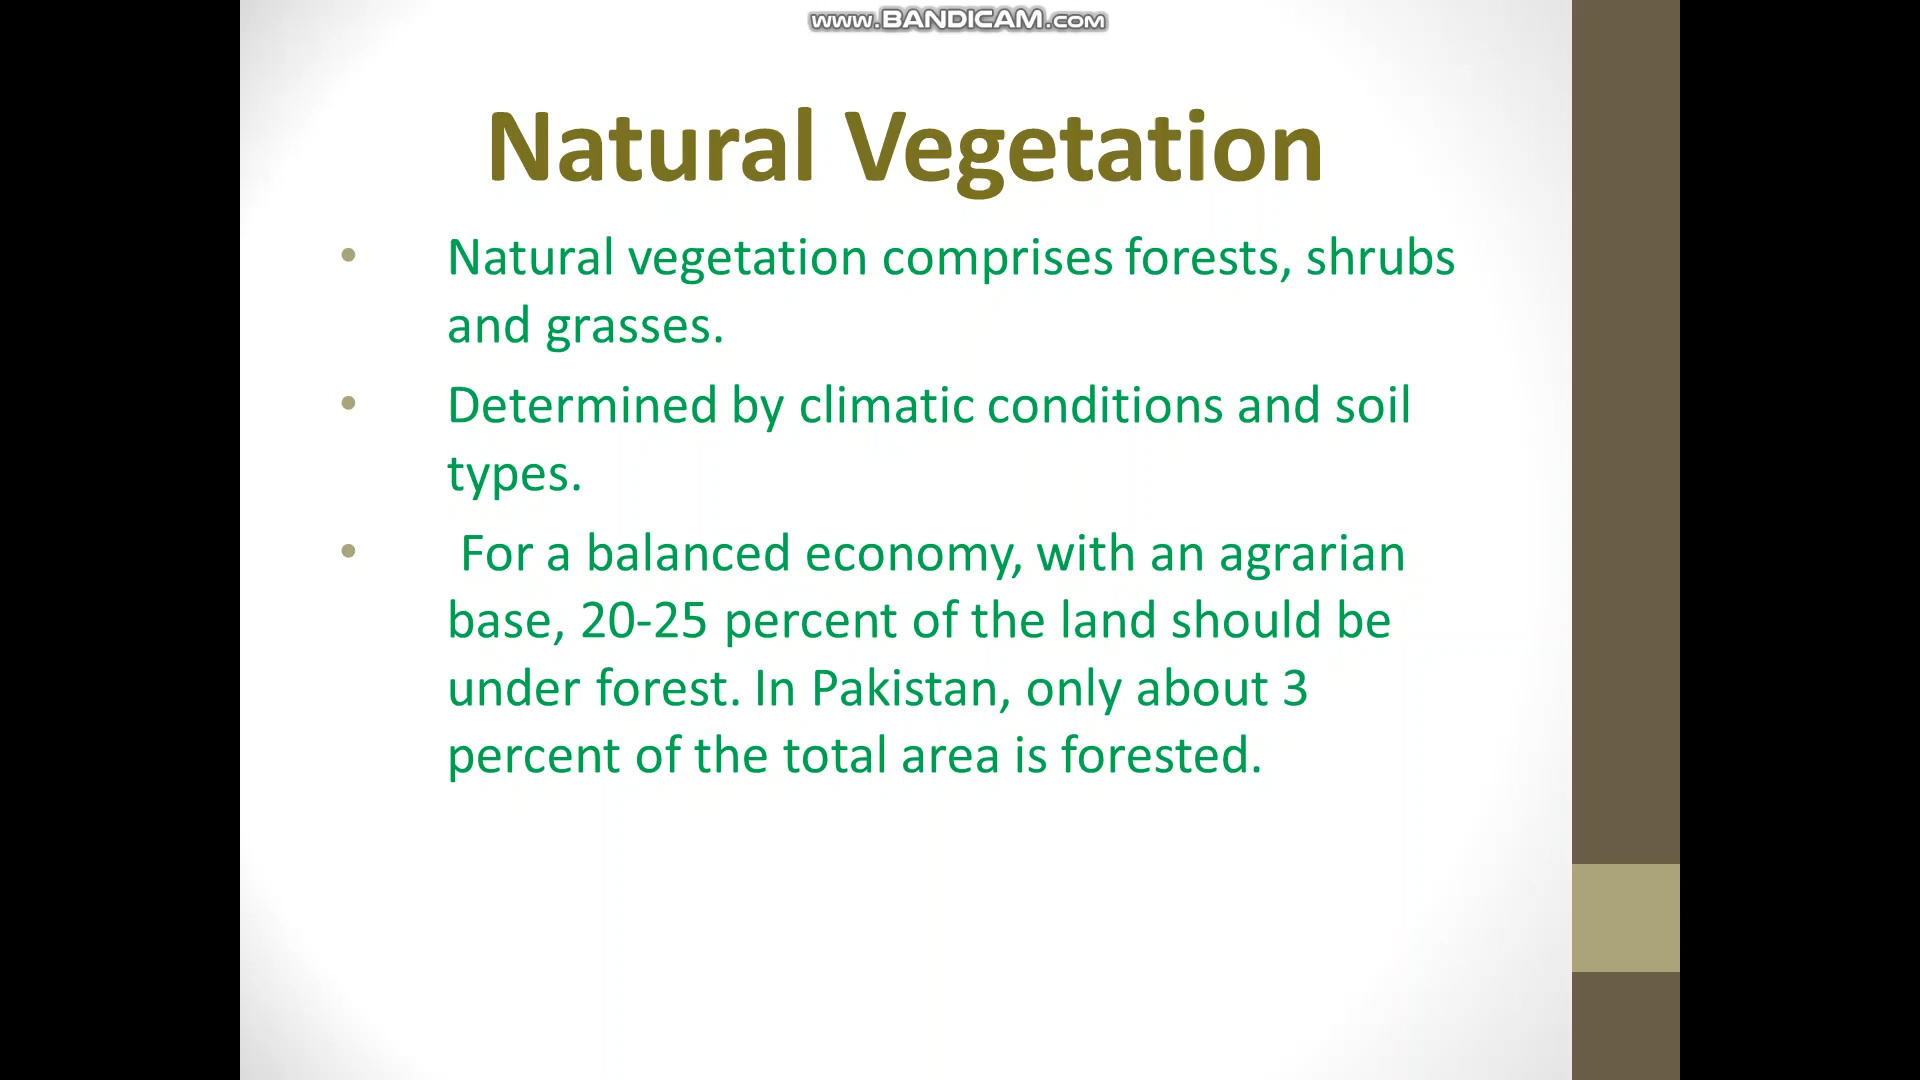 www.BANDICAM.com
Natural Vegetation
• Natural vegetation comprises forests, shrubs
and grasses.
• Determined by climatic conditions and soil
types.
• For a balanced economy, with an agrarian
base, 20-25 percent of the land should be
under forest. In Pakistan, only about 3
percent of the total area is forested.